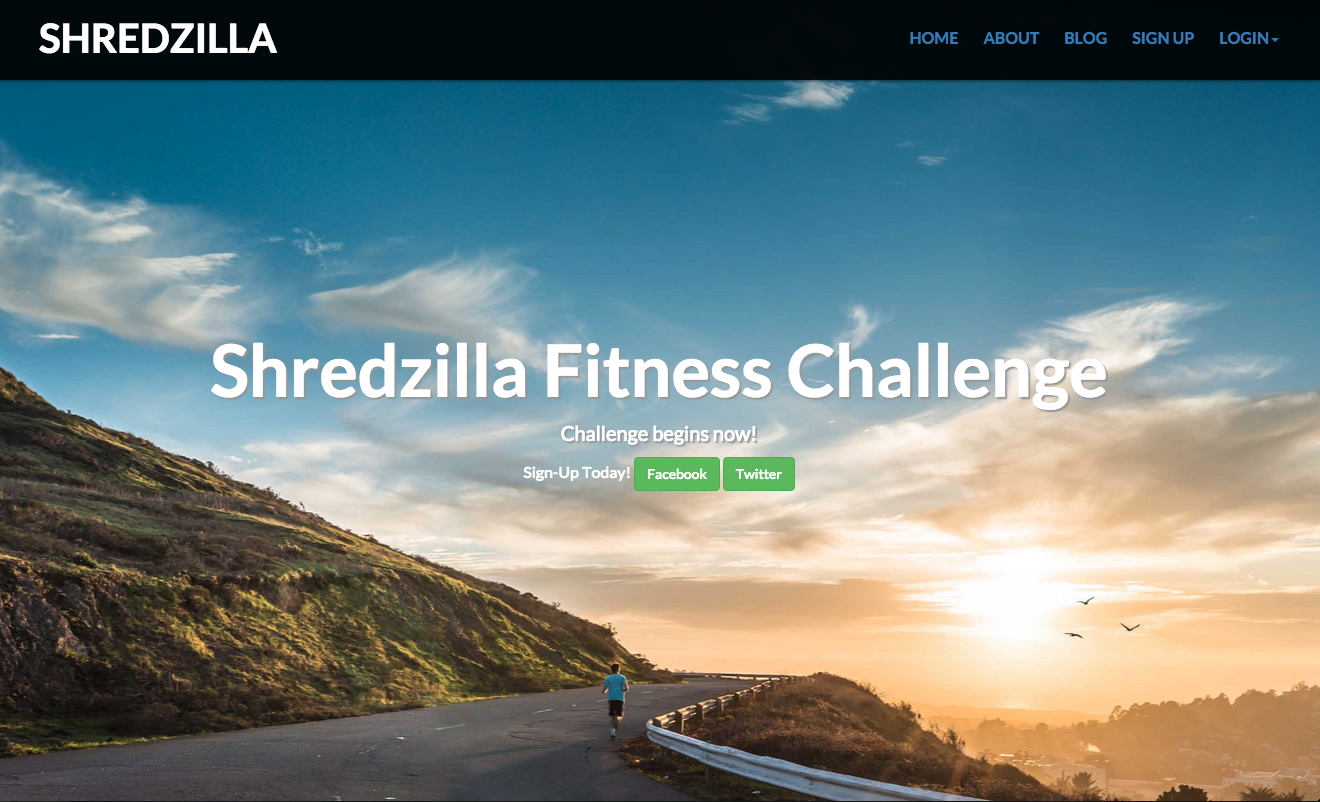 SHREDZILLA
HOME ABOUT BLOG SIGN UP LOGIN
Shredzilla Fitness Challenge
Challenge begins now!
Sign-Up Today! Facebook Twitter